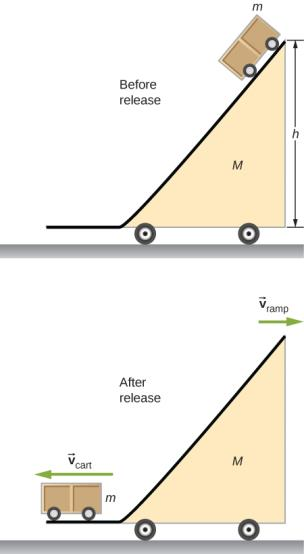 m
Before
release
h
M
v⃗ramp
After
release
M
v⃗cart
m